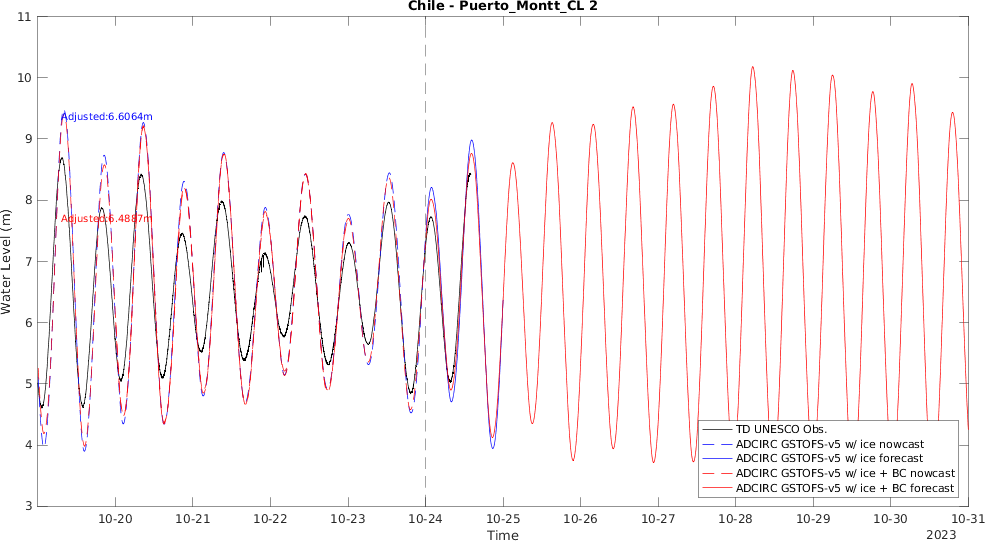 Chile - Puerto_Montt_CL 2
11
10
9
8
7
6
5
4
3
Water Level (m)
Adjusted:6.6064m
Adjusted:6.4887m
TD UNESCO Obs.
ADCIRC GSTOFS-v5 w/ ice nowcast
ADCIRC GSTOFS-v5 w/ ice forecast
ADCIRC GSTOFS-v5 w/ ice + BC nowcast
ADCIRC GSTOFS-v5 w/ ice + BC forecast
10-20 10-21 10-22 10-23 10-24 10-25 10-26 10-27 10-28 10-29 10-30 10-31
Time
2023